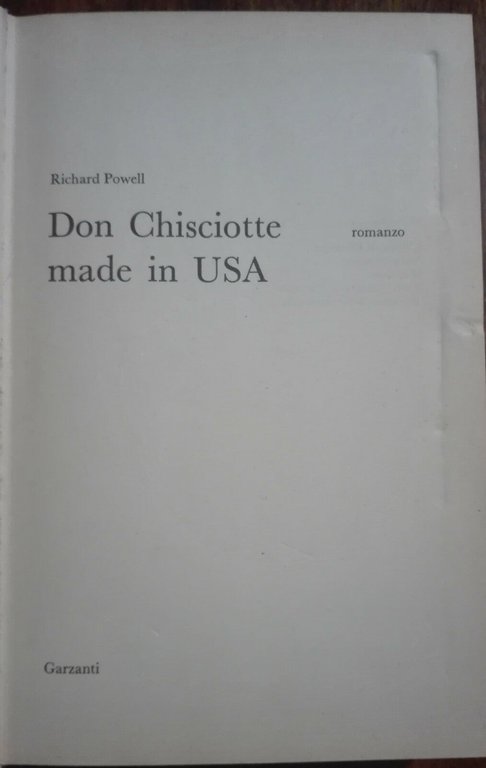 Richard Powell
Don Chisciotte romanzo
made in USA
Garzanti